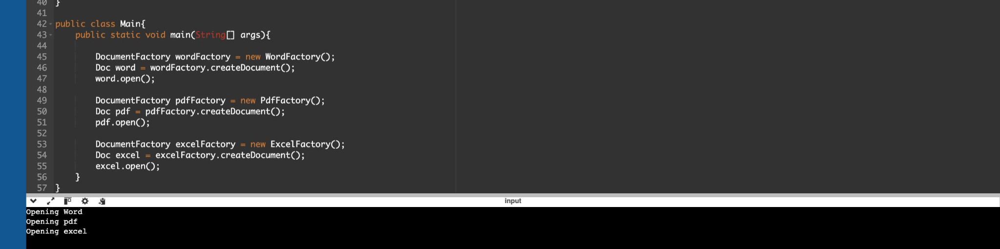 40 }
41
42 public class Main{
43 public static void main(String[] args){
44
45 DocumentFactory wordFactory = new WordFactory();
46 Doc word = wordFactory.createDocument();
47 word.open();
48
49 DocumentFactory pdfFactory = new PdfFactory();
50 Doc pdf = pdfFactory.createDocument();
51 pdf.open();
52
53 DocumentFactory excelFactory = new ExcelFactory();
54 Doc excel = excelFactory.createDocument();
55 excel.open();
56 }
57 }
input
Opening Word
Opening pdf
Opening excel